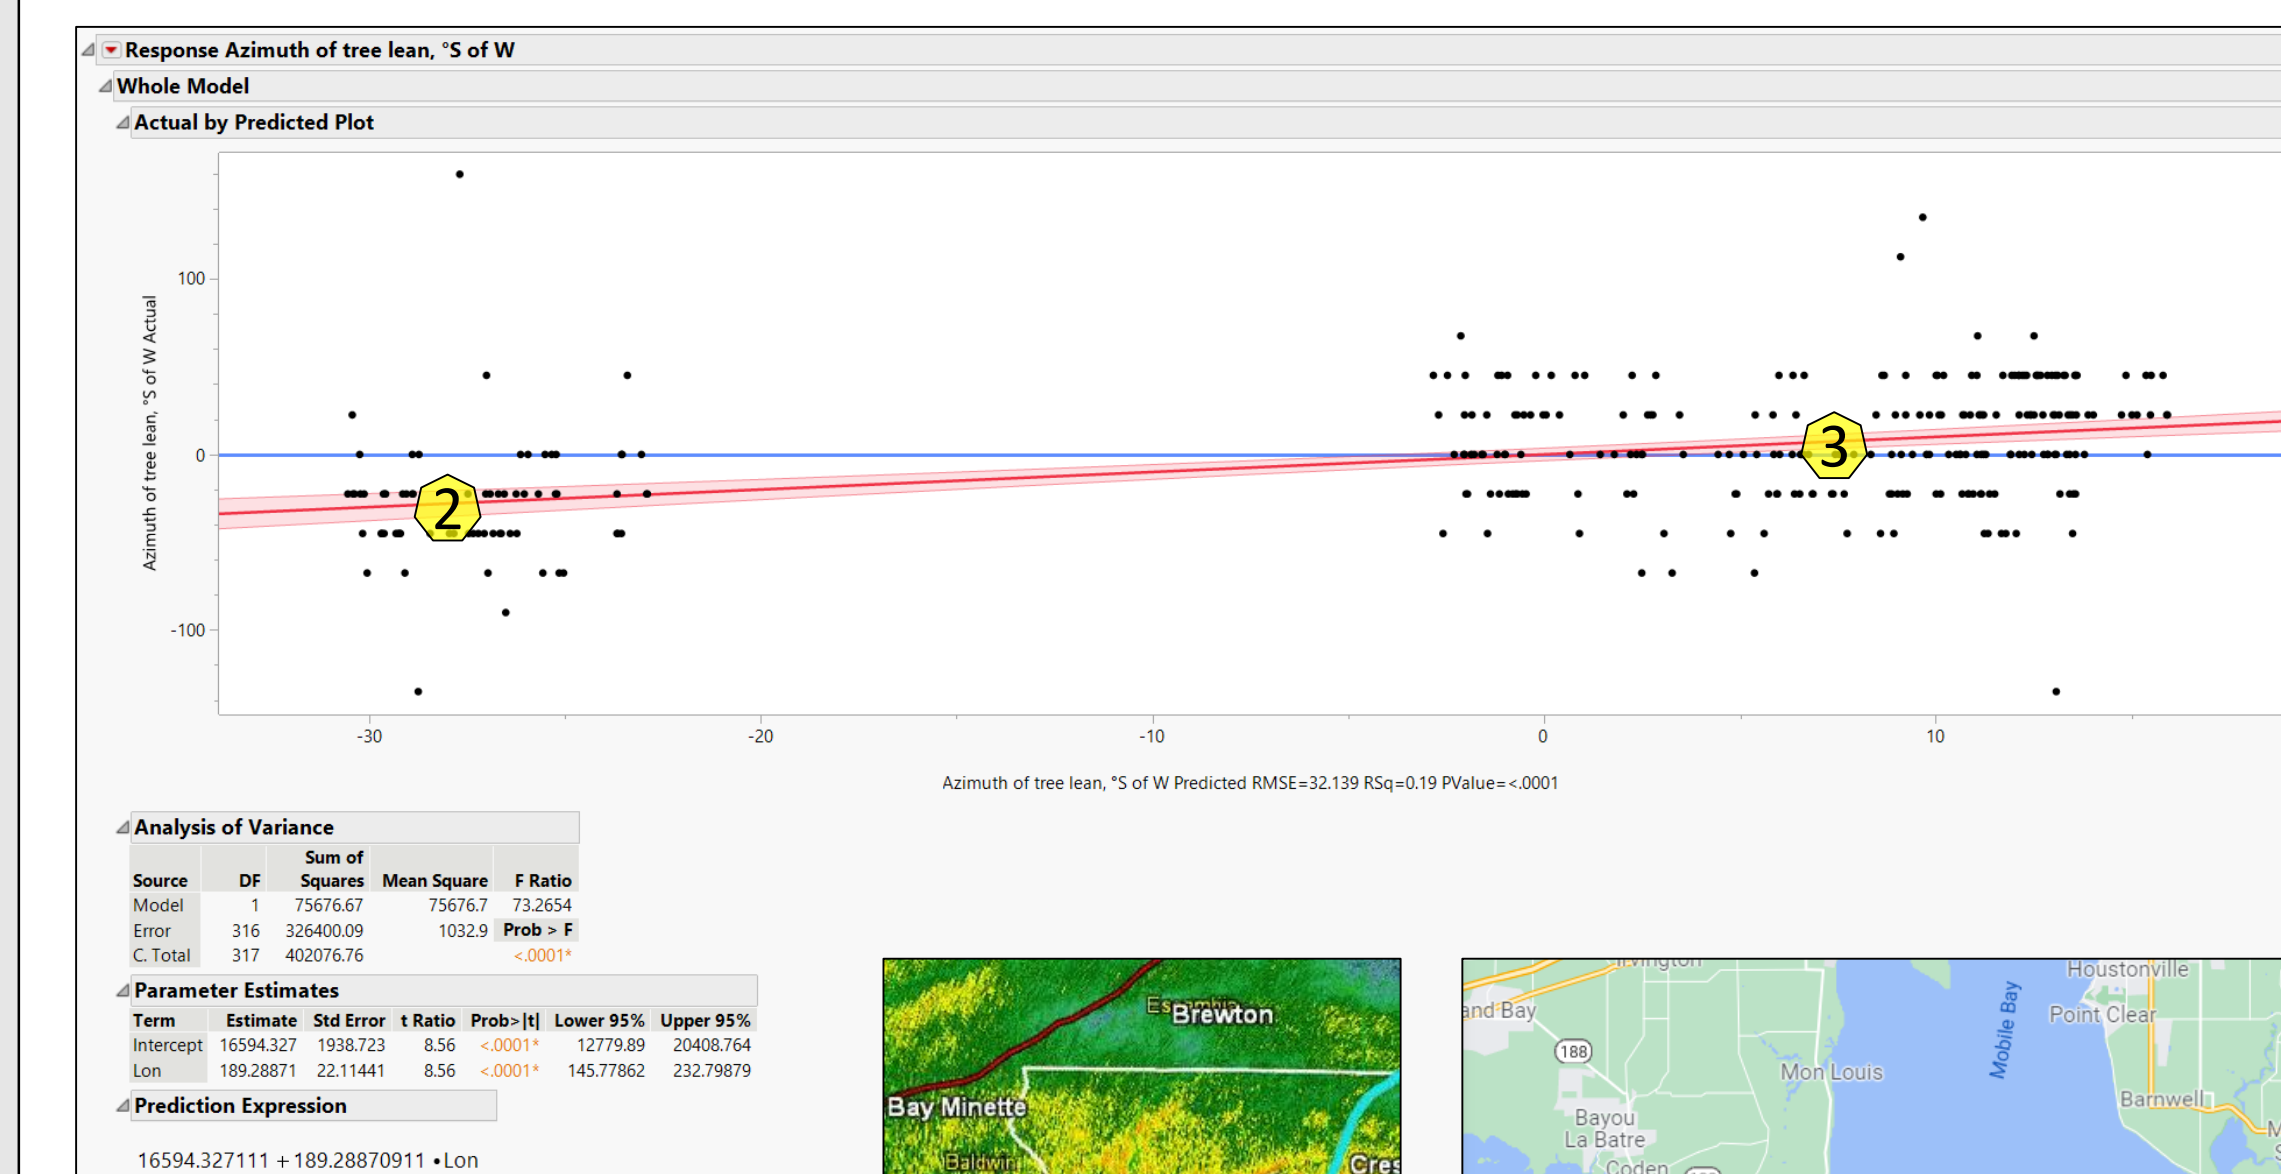 Response Azimuth of tree lean, °S of W
Whole Model
Actual by Predicted Plot
Azimuth of tree lean, °S of W Actual
100
0
-100
2
3
-30 -20 -10 0 10
Azimuth of tree lean, °S of W Predicted RMSE=32.139 RSq=0.19 PValue=<.0001
Analysis of Variance
Sum of
Source DF Squares Mean Square F Ratio
Model 1 75676.67 75676.7 73.2654
Error 316 326400.09 1032.9 Prob > F
C. Total 317 402076.76 <.0001*
Parameter Estimates
Term Estimate Std Error t Ratio Prob>|t| Lower 95% Upper 95%
Intercept 16594.327 1938.723 8.56 <.0001* 12779.89 20408.764
Lon 189.28871 22.11441 8.56 <.0001* 145.77862 232.79879
Prediction Expression
16594.327111 + 189.28870911 • Lon
Brewton
Bay Minette
Baldwin
Cres
Houstonville
and Bay
Point Clear
Mobile Bay
188
Mon Louis
Barnwell
Bayou
La Batre
Coden